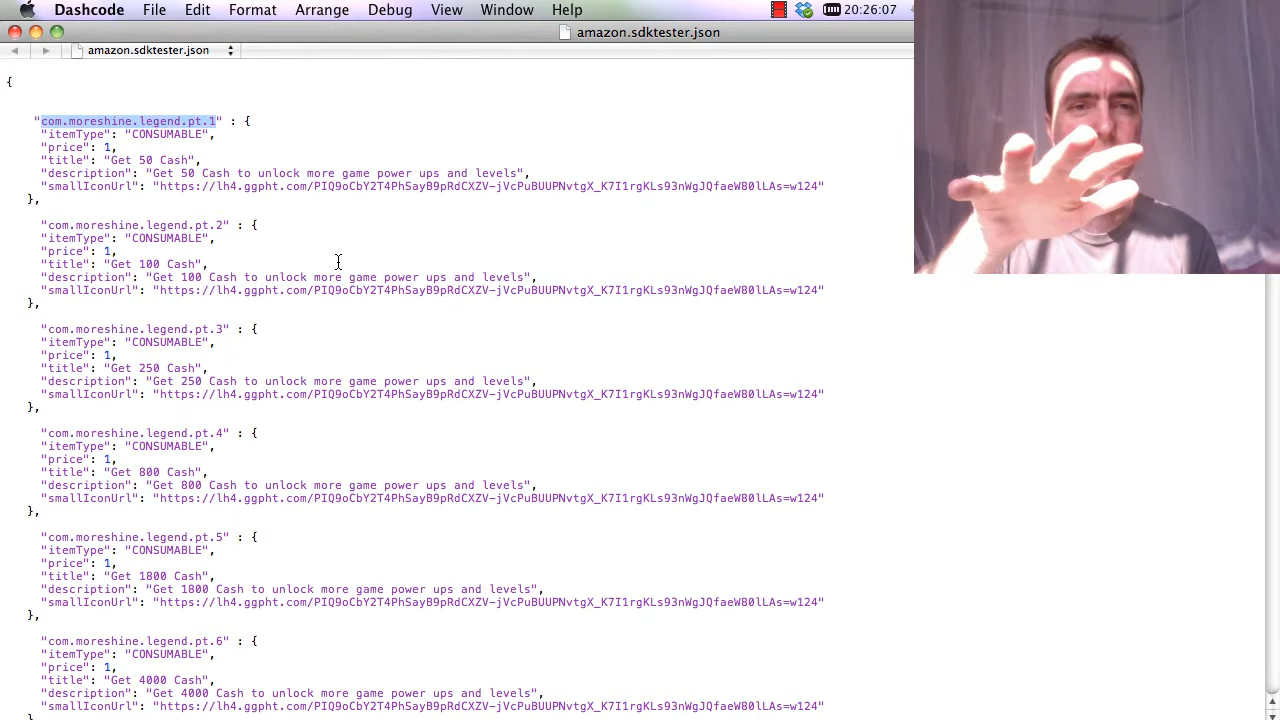 Dashcode File Edit Format Arrange Debug View Window Help 20:26:07
amazon.sdktester.json
amazon.sdktester.json
{
"com.moreshine.legend.pt.1" : {
"itemType": "CONSUMABLE",
"price": 1,
"title": "Get 50 Cash",
"description": "Get 50 Cash to unlock more game power ups and levels",
"smallIconUrl": "https://lh4.ggpht.com/PIQ9oCbY2T4PhSayB9pRdCXZV-jVcPuBUUPNvtgX_K7I1rgKLs93nWgJQfaeW80lLAs=w124"
},
"com.moreshine.legend.pt.2" : {
"itemType": "CONSUMABLE",
"price": 1,
"title": "Get 100 Cash",
"description": "Get 100 Cash to unlock more game power ups and levels",
"smallIconUrl": "https://lh4.ggpht.com/PIQ9oCbY2T4PhSayB9pRdCXZV-jVcPuBUUPNvtgX_K7I1rgKLs93nWgJQfaeW80lLAs=w124"
},
"com.moreshine.legend.pt.3" : {
"itemType": "CONSUMABLE",
"price": 1,
"title": "Get 250 Cash",
"description": "Get 250 Cash to unlock more game power ups and levels",
"smallIconUrl": "https://lh4.ggpht.com/PIQ9oCbY2T4PhSayB9pRdCXZV-jVcPuBUUPNvtgX_K7I1rgKLs93nWgJQfaeW80lLAs=w124"
},
"com.moreshine.legend.pt.4" : {
"itemType": "CONSUMABLE",
"price": 1,
"title": "Get 800 Cash",
"description": "Get 800 Cash to unlock more game power ups and levels",
"smallIconUrl": "https://lh4.ggpht.com/PIQ9oCbY2T4PhSayB9pRdCXZV-jVcPuBUUPNvtgX_K7I1rgKLs93nWgJQfaeW80lLAs=w124"
},
"com.moreshine.legend.pt.5" : {
"itemType": "CONSUMABLE",
"price": 1,
"title": "Get 1800 Cash",
"description": "Get 1800 Cash to unlock more game power ups and levels",
"smallIconUrl": "https://lh4.ggpht.com/PIQ9oCbY2T4PhSayB9pRdCXZV-jVcPuBUUPNvtgX_K7I1rgKLs93nWgJQfaeW80lLAs=w124"
},
"com.moreshine.legend.pt.6" : {
"itemType": "CONSUMABLE",
"price": 1,
"title": "Get 4000 Cash",
"description": "Get 4000 Cash to unlock more game power ups and levels",
"smallIconUrl": "https://lh4.ggpht.com/PIQ9oCbY2T4PhSayB9pRdCXZV-jVcPuBUUPNvtgX_K7I1rgKLs93nWgJQfaeW80lLAs=w124"
},